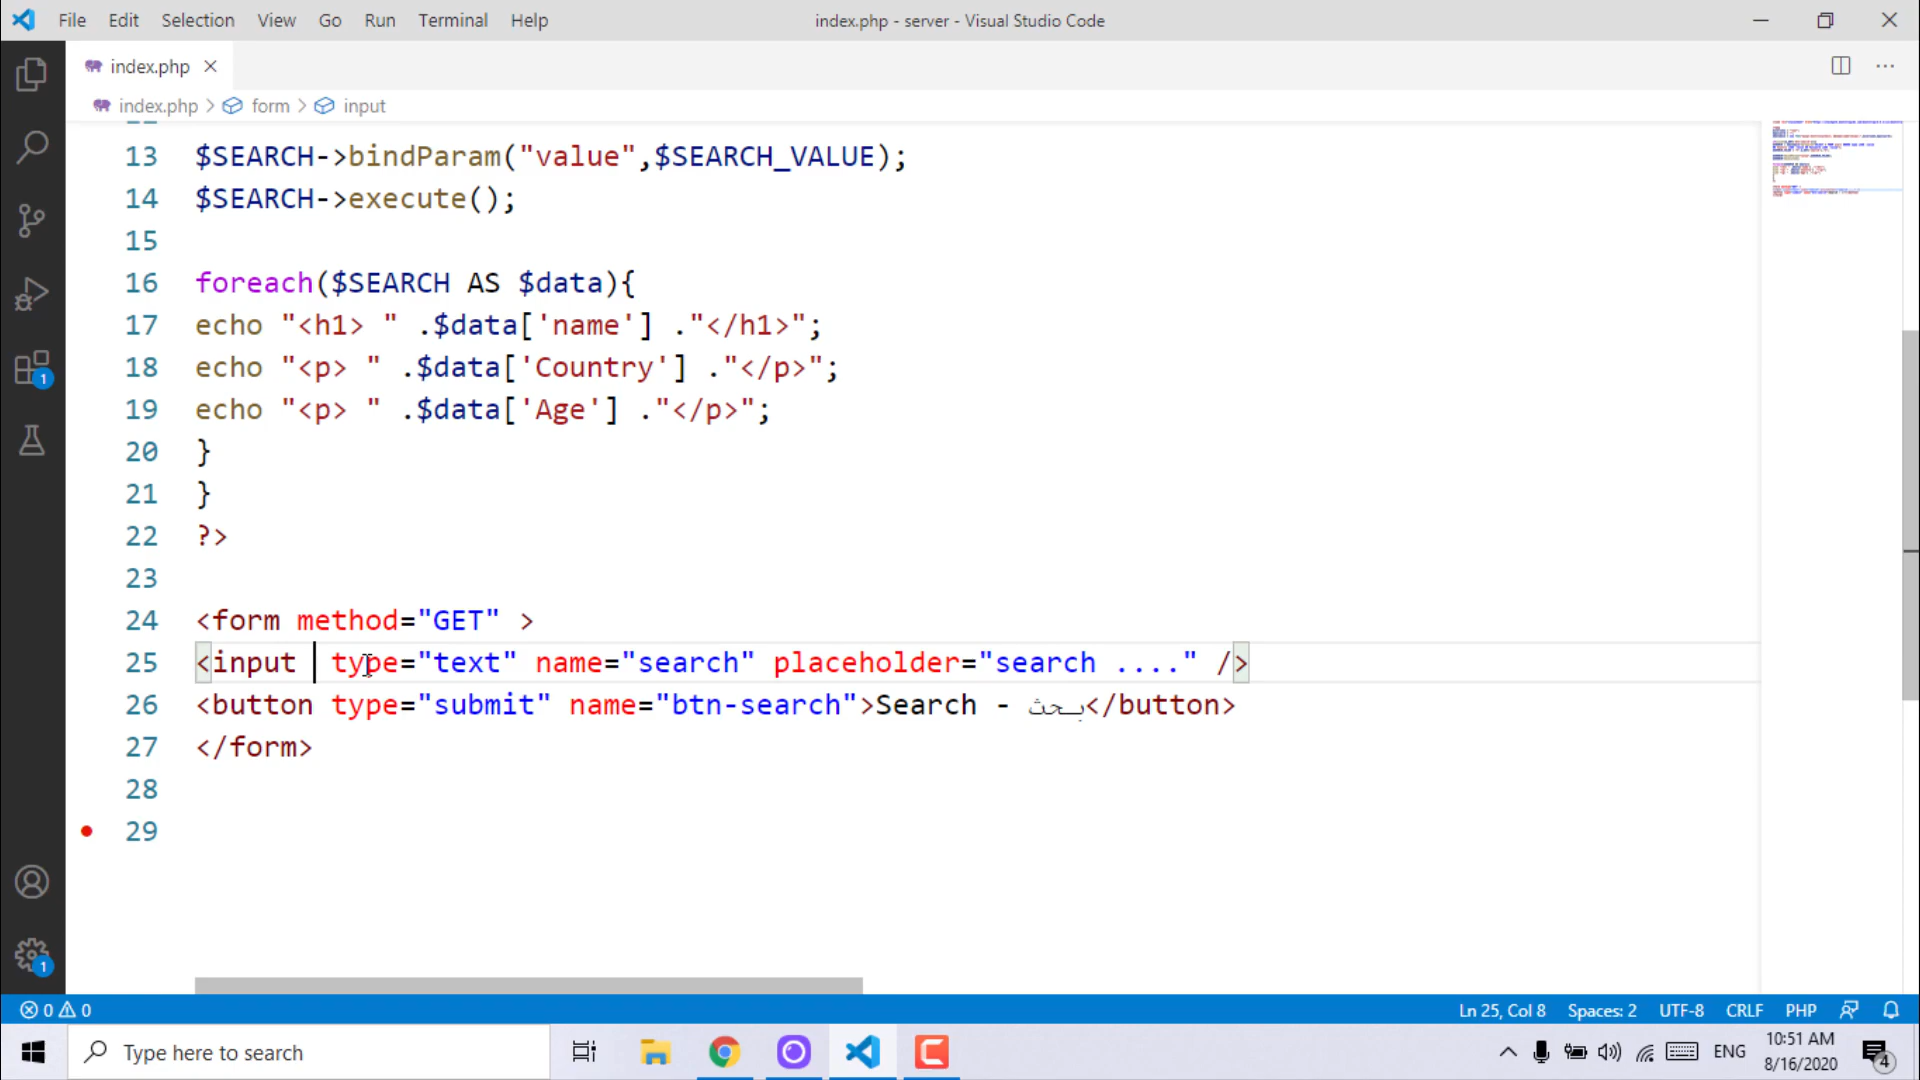 File Edit Selection View Go Run Terminal Help
index.php - server - Visual Studio Code
index.php
index.php > form > input
13 $SEARCH->bindParam("value",$SEARCH_VALUE);
14 $SEARCH->execute();
15
16 foreach($SEARCH AS $data){
17 echo "<h1> " .$data['name'] ."</h1>";
18 echo "<p> " .$data['Country'] ."</p>";
19 echo "<p> " .$data['Age'] ."</p>";
20 }
21 }
22 ?>
23
24 <form method="GET" >
25 <input  type="text" name="search" placeholder="search ...." />
26 <button type="submit" name="btn-search">Search - بحث</button>
27 </form>
28
29
1
1
0 0
Ln 25, Col 8 Spaces: 2 UTF-8 CRLF PHP
Type here to search
ENG
10:51 AM
8/16/2020
4